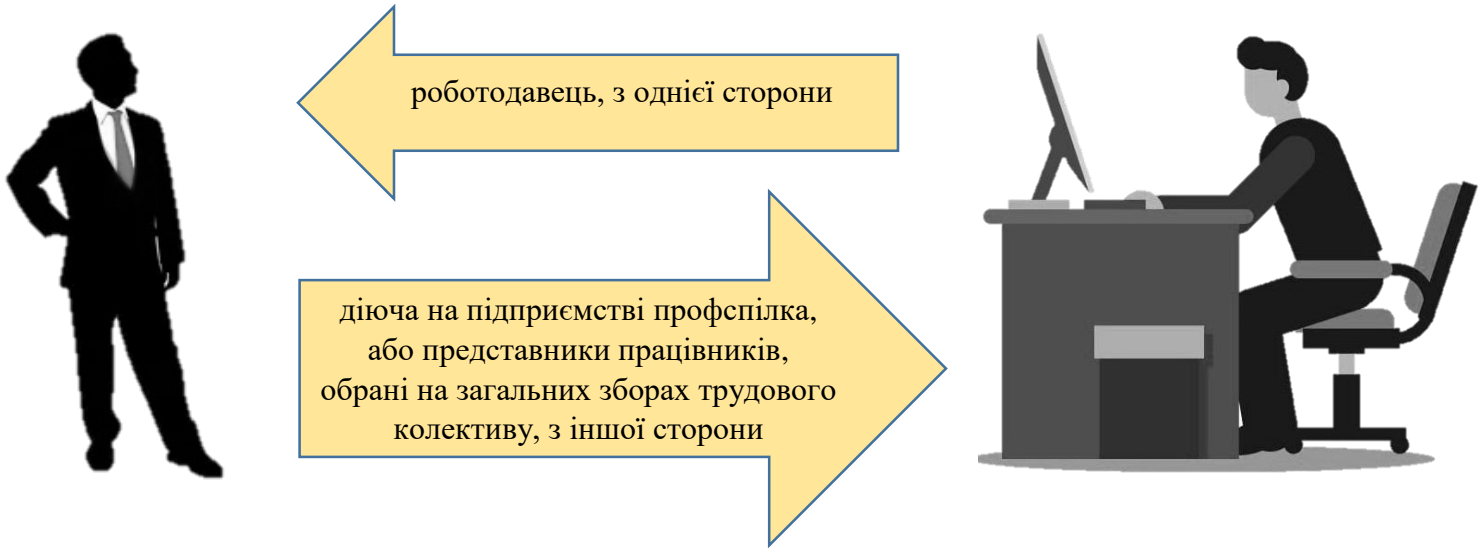 роботодавець, з однієї сторони
діюча на підприємстві профспілка,
або представники працівників,
обрані на загальних зборах трудового
колективу, з іншої сторони